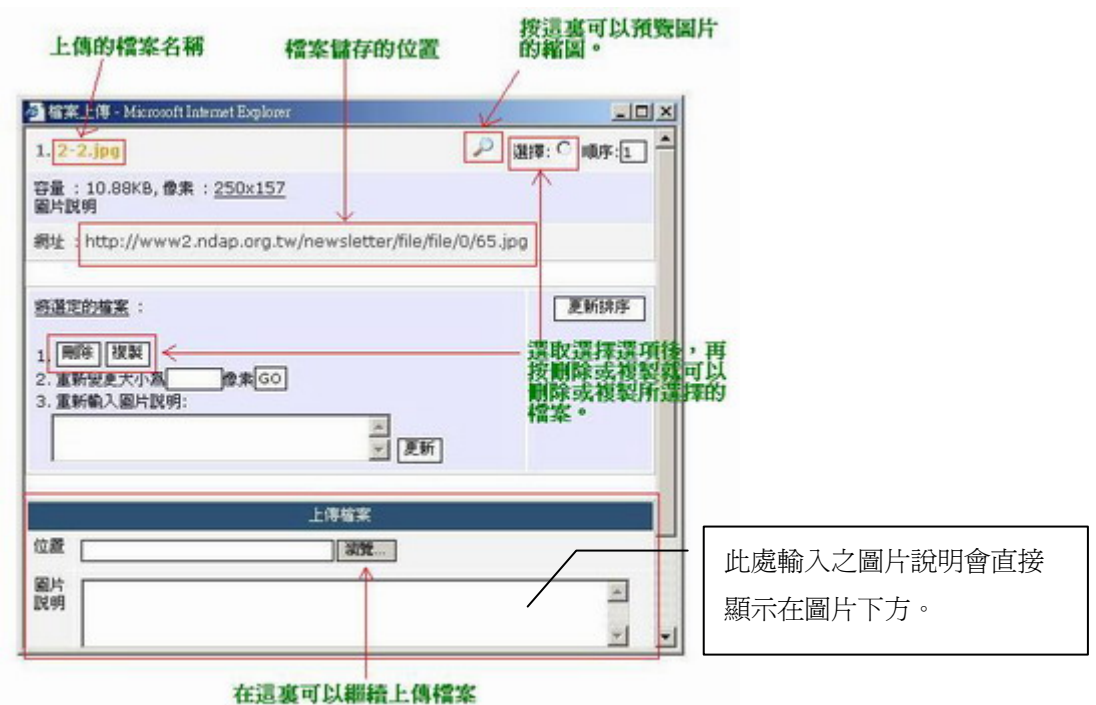 上傳的檔案名稱
檔案儲存的位置
按這裏可以預覽圖片
的縮圖。
檔案上傳 - Microsoft Internet Explorer
1. 2-2.jpg
選擇: 順序:1
容量 : 10.88KB, 像素 : 250x157
圖片說明
網址 : http://www2.ndap.org.tw/newsletter/file/file/0/65.jpg
將選定的檔案 :
更新排序
1. 刪除 複製
2. 重新變更大小為 像素 GO
3. 重新輸入圖片說明:
更新
選取選擇選項後，再
按刪除或複製就可以
刪除或複製所選擇的
檔案。
上傳檔案
位置 瀏覽...
圖片
說明
此處輸入之圖片說明會直接
顯示在圖片下方。
在這裏可以繼續上傳檔案